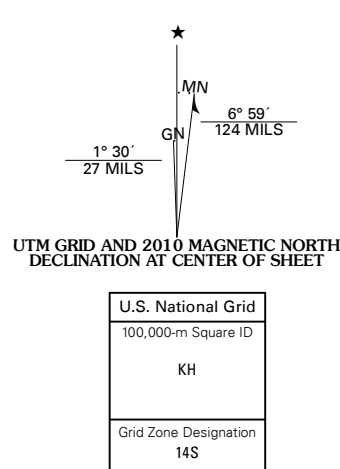 ★
MN
GN
6° 59´
124 MILS
1° 30´
27 MILS
UTM GRID AND 2010 MAGNETIC NORTH
DECLINATION AT CENTER OF SHEET
U.S. National Grid
100,000-m Square ID
KH
Grid Zone Designation
14S